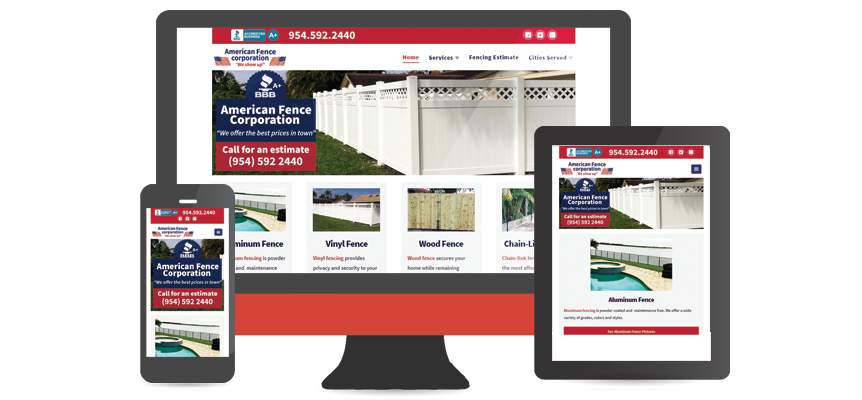 BBB
ACCREDITED
BUSINESS
A+
954.592.2440
American Fence
corporation
"We show up"
Home
Services
Fencing Estimate
Cities Served
A+
BBB
American Fence
Corporation
"We offer the best prices in town"
Call for an estimate
(954) 592 2440
minum Fence
m fencing is powder
and maintenance
Vinyl Fence
Vinyl fencing provides
privacy and security to your
Wood Fence
Wood fence secures your
home while remaining
Chain-Li
Chain-link fen
the most affor
A+
954.592.2440
American Fence
corporation
"We show up"
A+
BBB
American Fence
Corporation
"We offer the best prices in town"
Call for an estimate
(954) 592 2440
A+
954.592.2440
American Fence
corporation
"We show up"
A+
BBB
American Fence
Corporation
"We offer the best prices in town"
Call for an estimate
(954) 592 2440
Aluminum Fence
Aluminum fencing is powder coated and maintenance free. We offer a wide
variety of grades, colors and styles.
See Aluminum Fence Pictures